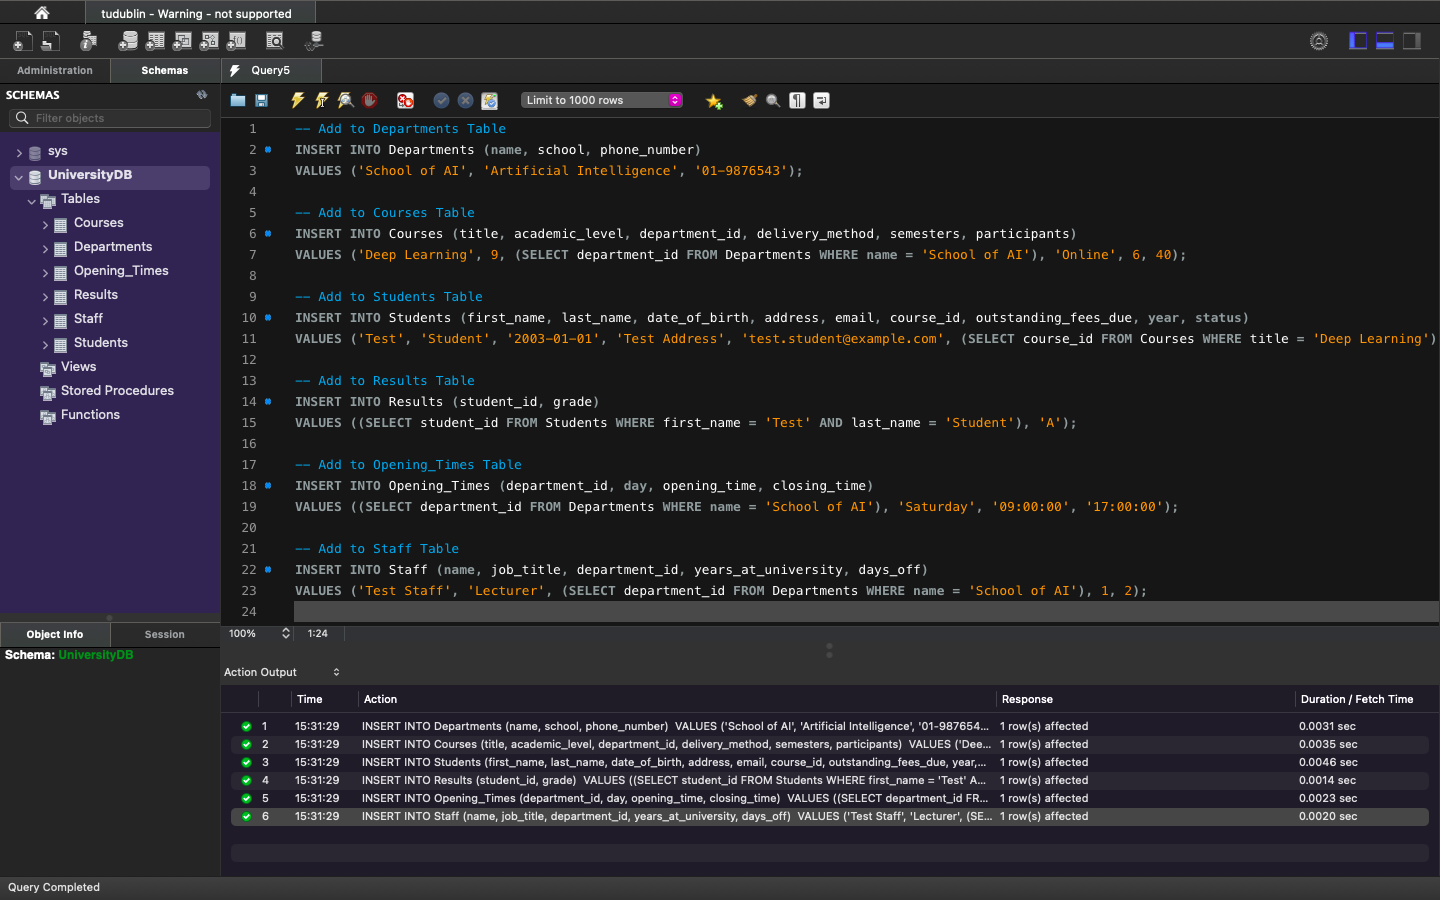 tudublin - Warning - not supported
Administration
Schemas
Query5
SCHEMAS
Filter objects
sys
UniversityDB
Tables
Courses
Departments
Opening_Times
Results
Staff
Students
Views
Stored Procedures
Functions
Object Info
Session
Schema: UniversityDB
Limit to 1000 rows
1 -- Add to Departments Table
2 INSERT INTO Departments (name, school, phone_number)
3 VALUES ('School of AI', 'Artificial Intelligence', '01-9876543');
4
5 -- Add to Courses Table
6 INSERT INTO Courses (title, academic_level, department_id, delivery_method, semesters, participants)
7 VALUES ('Deep Learning', 9, (SELECT department_id FROM Departments WHERE name = 'School of AI'), 'Online', 6, 40);
8
9 -- Add to Students Table
10 INSERT INTO Students (first_name, last_name, date_of_birth, address, email, course_id, outstanding_fees_due, year, status)
11 VALUES ('Test', 'Student', '2003-01-01', 'Test Address', 'test.student@example.com', (SELECT course_id FROM Courses WHERE title = 'Deep Learning')
12
13 -- Add to Results Table
14 INSERT INTO Results (student_id, grade)
15 VALUES ((SELECT student_id FROM Students WHERE first_name = 'Test' AND last_name = 'Student'), 'A');
16
17 -- Add to Opening_Times Table
18 INSERT INTO Opening_Times (department_id, day, opening_time, closing_time)
19 VALUES ((SELECT department_id FROM Departments WHERE name = 'School of AI'), 'Saturday', '09:00:00', '17:00:00');
20
21 -- Add to Staff Table
22 INSERT INTO Staff (name, job_title, department_id, years_at_university, days_off)
23 VALUES ('Test Staff', 'Lecturer', (SELECT department_id FROM Departments WHERE name = 'School of AI'), 1, 2);
24
100% 1:24
Action Output
Time Action Response Duration / Fetch Time
1 15:31:29 INSERT INTO Departments (name, school, phone_number) VALUES ('School of AI', 'Artificial Intelligence', '01-987654... 1 row(s) affected 0.0031 sec
2 15:31:29 INSERT INTO Courses (title, academic_level, department_id, delivery_method, semesters, participants) VALUES ('Dee... 1 row(s) affected 0.0035 sec
3 15:31:29 INSERT INTO Students (first_name, last_name, date_of_birth, address, email, course_id, outstanding_fees_due, year,... 1 row(s) affected 0.0046 sec
4 15:31:29 INSERT INTO Results (student_id, grade) VALUES ((SELECT student_id FROM Students WHERE first_name = 'Test' A... 1 row(s) affected 0.0014 sec
5 15:31:29 INSERT INTO Opening_Times (department_id, day, opening_time, closing_time) VALUES ((SELECT department_id FR... 1 row(s) affected 0.0023 sec
6 15:31:29 INSERT INTO Staff (name, job_title, department_id, years_at_university, days_off) VALUES ('Test Staff', 'Lecturer', (SE... 1 row(s) affected 0.0020 sec
Query Completed